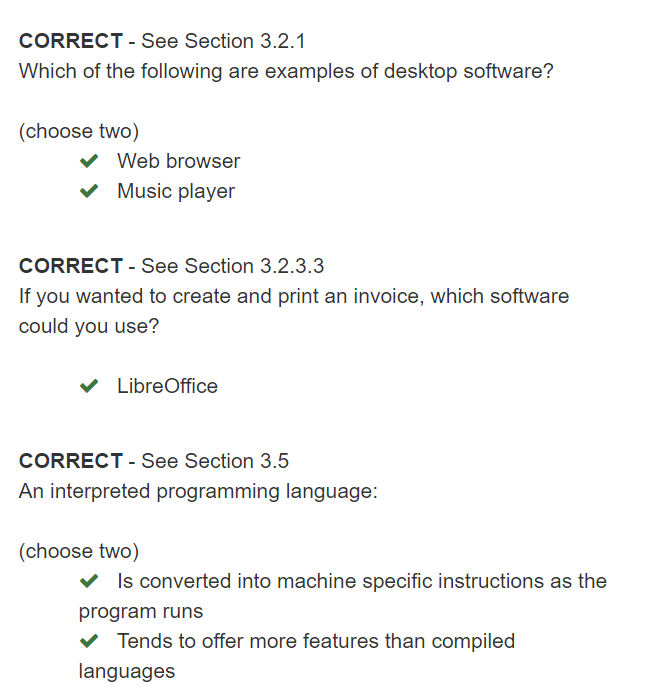 CORRECT - See Section 3.2.1
Which of the following are examples of desktop software?
(choose two)
Web browser
Music player
CORRECT - See Section 3.2.3.3
If you wanted to create and print an invoice, which software
could you use?
LibreOffice
CORRECT - See Section 3.5
An interpreted programming language:
(choose two)
Is converted into machine specific instructions as the
program runs
Tends to offer more features than compiled
languages